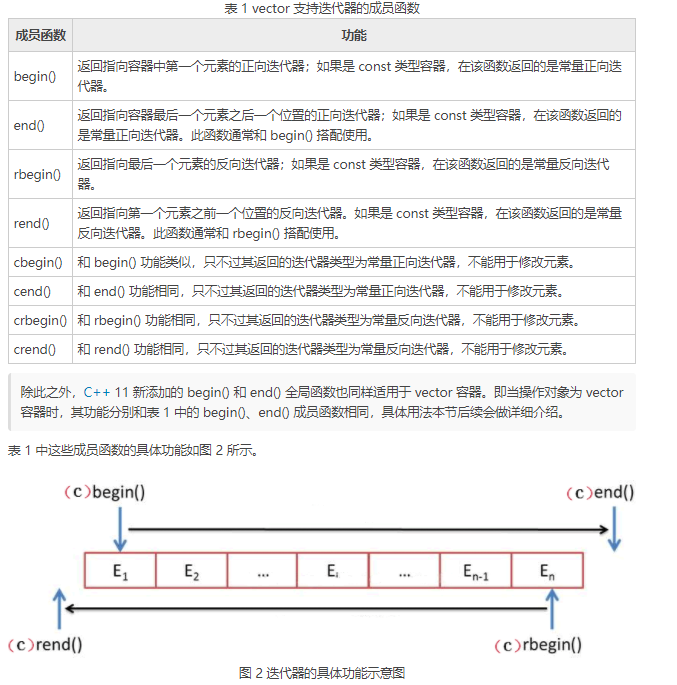 表 1 vector 支持迭代器的成员函数
成员函数 功能
begin() 返回指向容器中第一个元素的正向迭代器；如果是 const 类型容器，在该函数返回的是常量正向迭
代器。
end() 返回指向容器最后一个元素之后一个位置的正向迭代器；如果是 const 类型容器，在该函数返回的
是常量正向迭代器。此函数通常和 begin() 搭配使用。
rbegin() 返回指向最后一个元素的反向迭代器；如果是 const 类型容器，在该函数返回的是常量反向迭代
器。
rend() 返回指向第一个元素之前一个位置的反向迭代器。如果是 const 类型容器，在该函数返回的是常量
反向迭代器。此函数通常和 rbegin() 搭配使用。
cbegin() 和 begin() 功能类似，只不过其返回的迭代器类型为常量正向迭代器，不能用于修改元素。
cend() 和 end() 功能相同，只不过其返回的迭代器类型为常量正向迭代器，不能用于修改元素。
crbegin() 和 rbegin() 功能相同，只不过其返回的迭代器类型为常量反向迭代器，不能用于修改元素。
crend() 和 rend() 功能相同，只不过其返回的迭代器类型为常量反向迭代器，不能用于修改元素。
除此之外，C++ 11 新添加的 begin() 和 end() 全局函数也同样适用于 vector 容器。即当操作对象为 vector
容器时，其功能分别和表 1 中的 begin()、end() 成员函数相同，具体用法本节后续会做详细介绍。
表 1 中这些成员函数的具体功能如图 2 所示。
(c)begin() (c)end()
E1 E2 ... Ei ... En-1 En
(c)rend() (c)rbegin()
图 2 迭代器的具体功能示意图